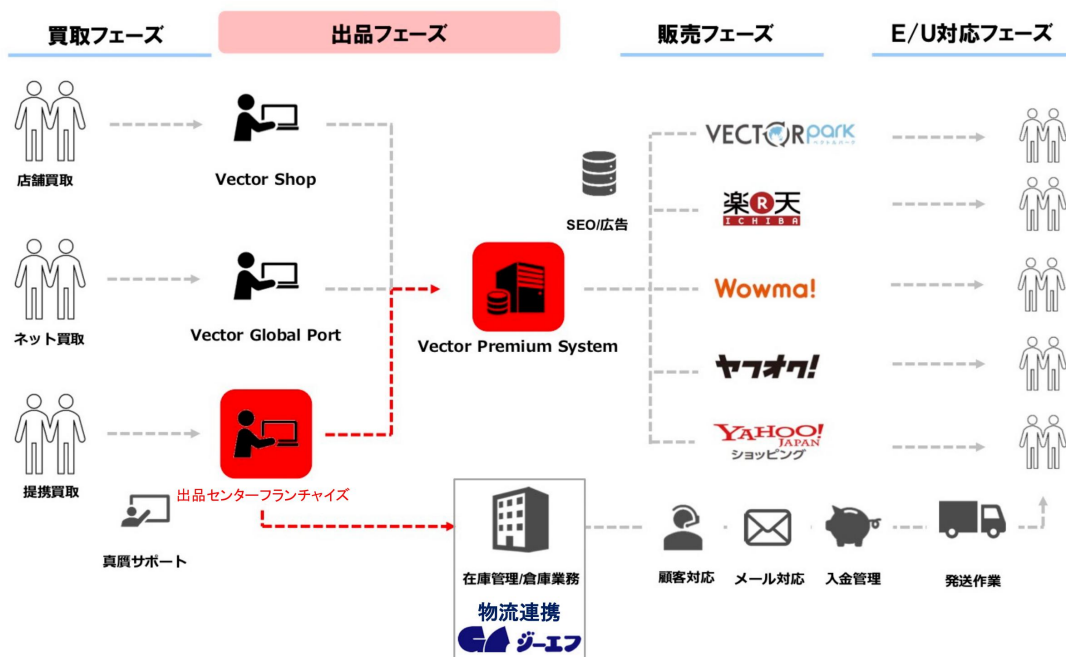 買取フェーズ
出品フェーズ
販売フェーズ
E/U対応フェーズ
店舗買取
Vector Shop
SEO/広告
VECTORpark
ベクトルパーク
楽R天
ICHIBA
ネット買取
Vector Global Port
Vector Premium System
Wowma!
ヤフオク!
提携買取
出品センターフランチャイズ
YAHOO!
JAPAN
ショッピング
真贋サポート
在庫管理/倉庫業務
物流連携
ジーエフ
顧客対応
メール対応
入金管理
発送作業